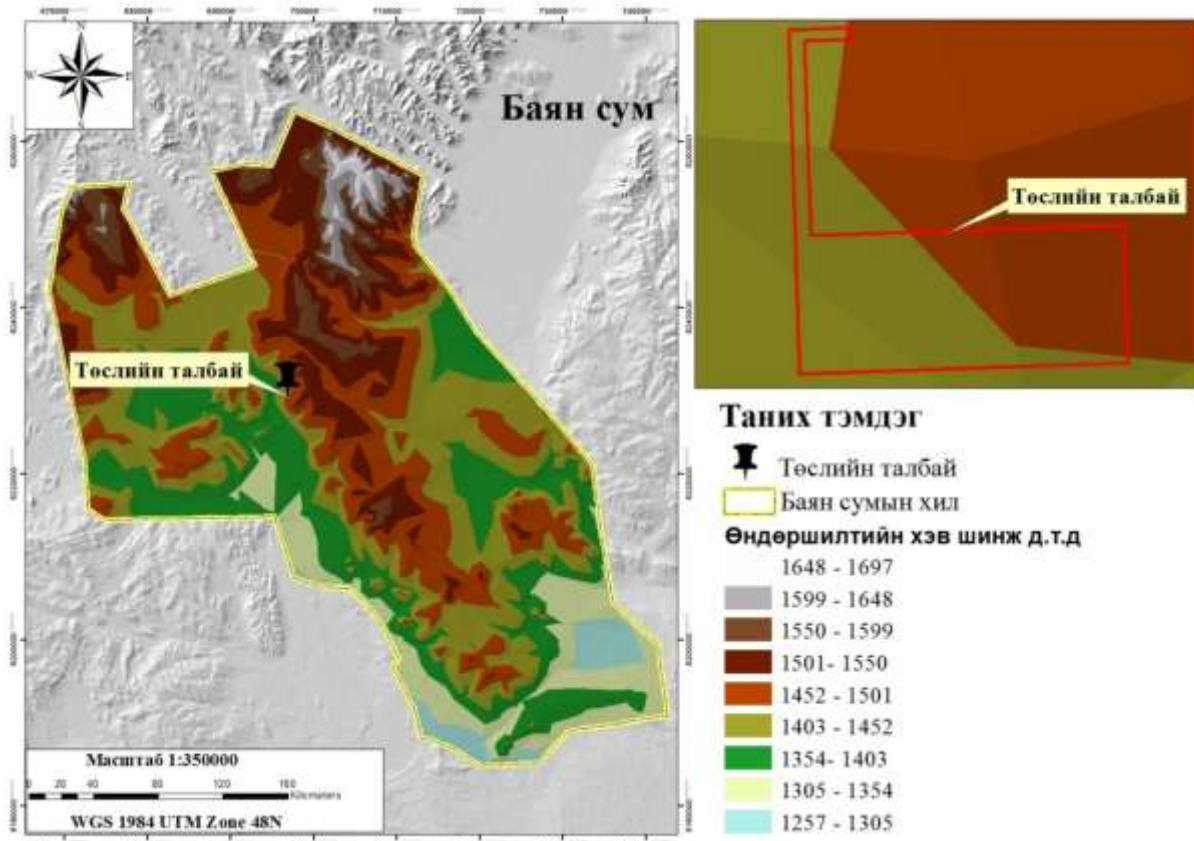 Баян сум
Төслийн талбай
Масштаб 1:350000
0 20 40 80 120 160
Kilometers
WGS 1984 UTM Zone 48N
Төслийн талбай
Таних тэмдэг
Төслийн талбай
Баян сумын хил
Өндөршилтийн хэв шинж д.т.д
1648 - 1697
1599 - 1648
1550 - 1599
1501- 1550
1452 - 1501
1403 - 1452
1354- 1403
1305 - 1354
1257 - 1305